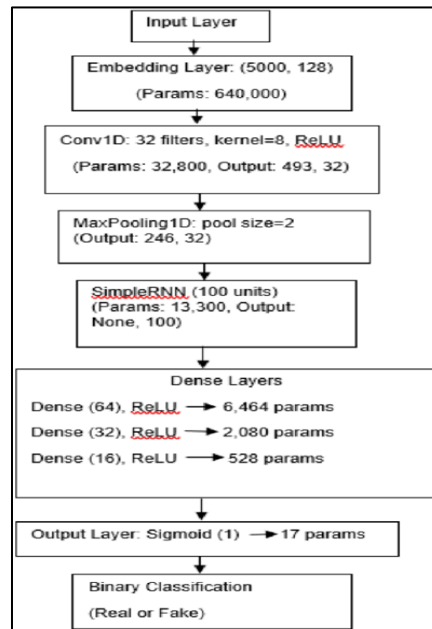 Input Layer
Embedding Layer: (5000, 128)
(Params: 640,000)
Conv1D: 32 filters, kernel=8, ReLU
(Params: 32,800, Output: 493, 32)
MaxPooling1D: pool size=2
(Output: 246, 32)
SimpleRNN (100 units)
(Params: 13,300, Output:
None, 100)
Dense Layers
Dense (64), ReLU → 6,464 params
Dense (32), ReLU → 2,080 params
Dense (16), ReLU → 528 params
Output Layer: Sigmoid (1) → 17 params
Binary Classification
(Real or Fake)